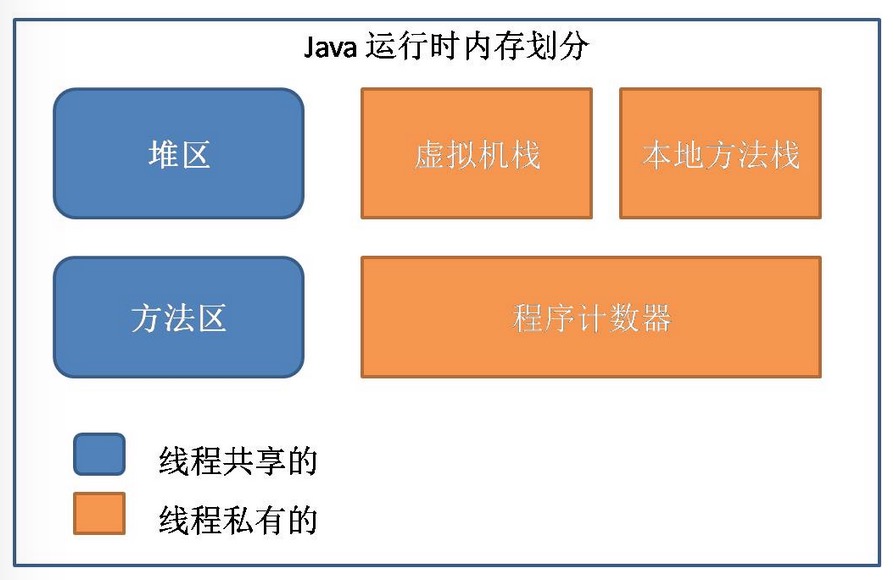 Java 运行时内存划分
堆区
虚拟机栈
本地方法栈
方法区
程序计数器
线程共享的
线程私有的